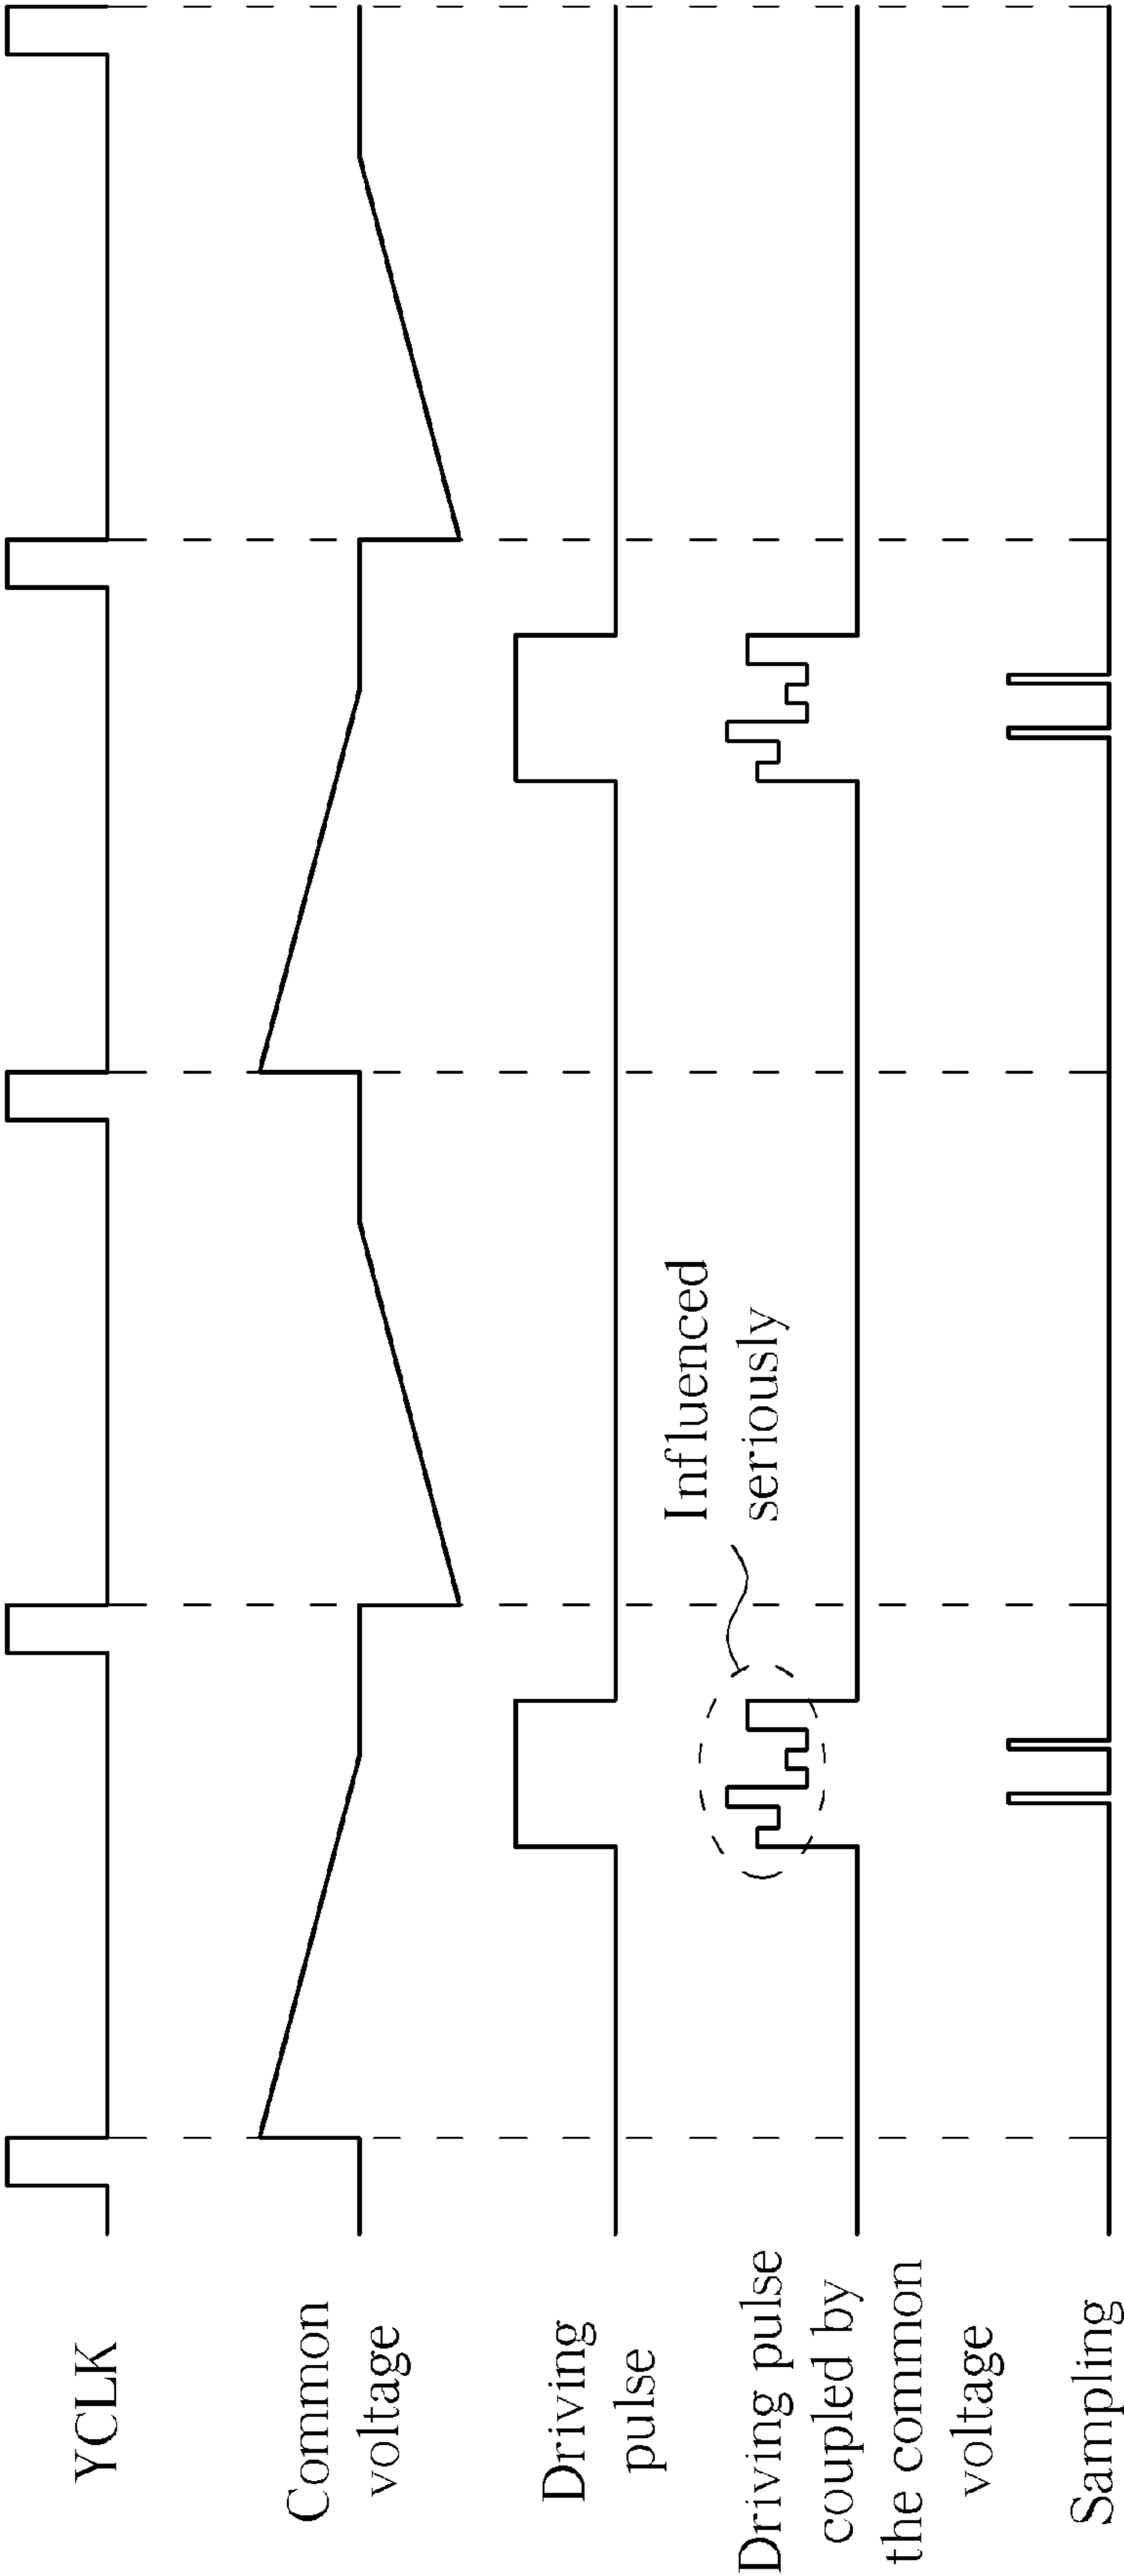 YCLK
Common
voltage
Driving
pulse
Driving pulse
coupled by
the common
voltage
Sampling
Influenced
seriously